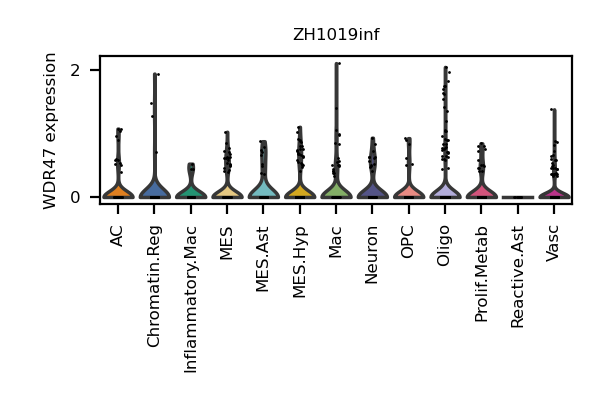 ZH1019inf
WDR47 expression
2
0
AC
Chromatin.Reg
Inflammatory.Mac
MES
MES.Ast
MES.Hyp
Mac
Neuron
OPC
Oligo
Prolif.Metab
Reactive.Ast
Vasc